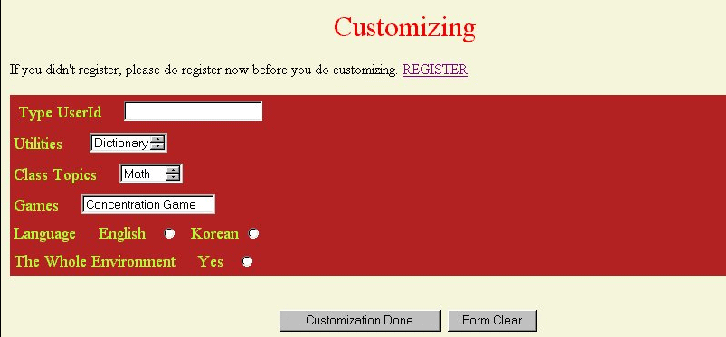 Customizing
If you didn't register, please do register now before you do customizing. REGISTER
Type UserId
Utilities Dictionary
Class Topics Math
Games Concentration Game
Language English Korean
The Whole Environment Yes
Customization Done Form Clear